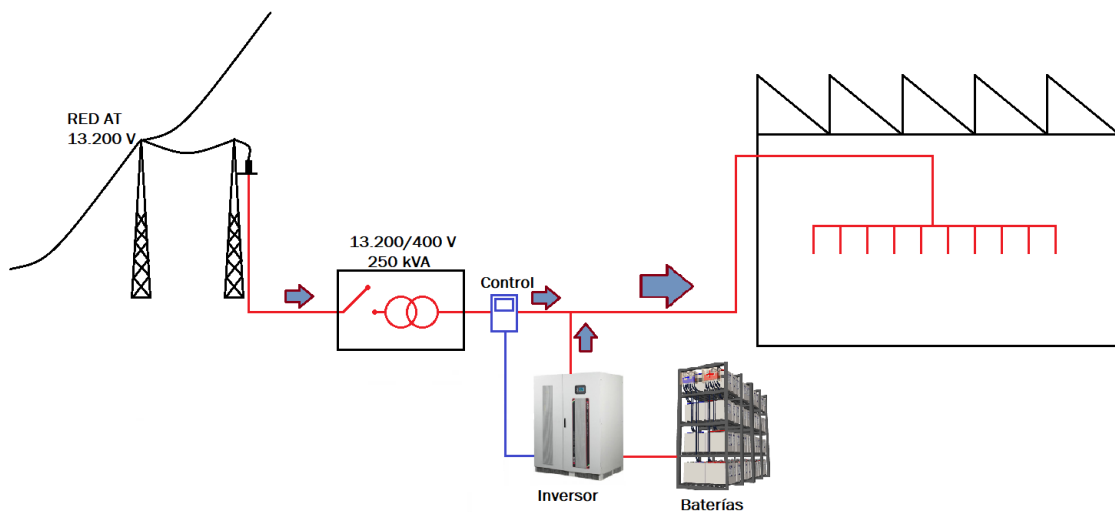 RED AT
13.200 V
13.200/400 V
250 kVA
Control
Inversor
Baterías